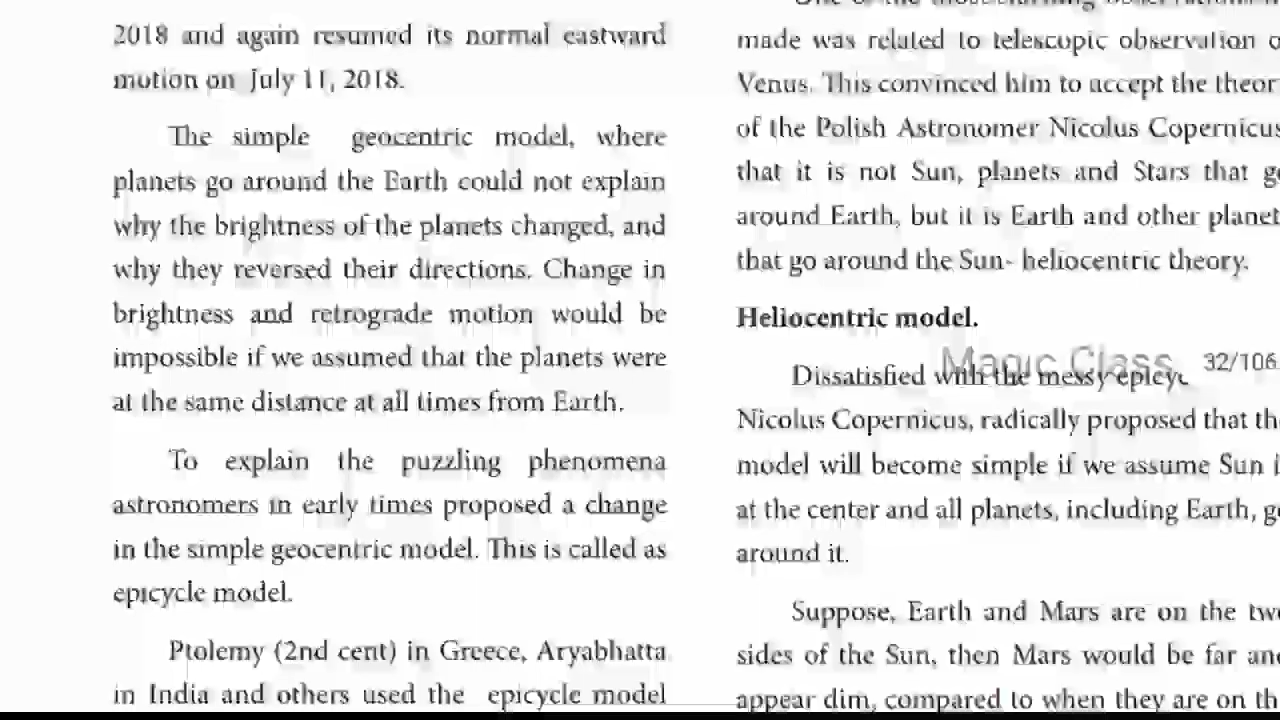 2018 and again resumed its normal eastward
motion on July 11, 2018.
The simple geocentric model, where
planets go around the Earth could not explain
why the brightness of the planets changed, and
why they reversed their directions. Change in
brightness and retrograde motion would be
impossible if we assumed that the planets were
at the same distance at all times from Earth.
To explain the puzzling phenomena
astronomers in early times proposed a change
in the simple geocentric model. This is called as
epicycle model.
Ptolemy (2nd cent) in Greece, Aryabhatta
in India and others used the epicycle model
made was related to telescopic observation
Venus. This convinced him to accept the
of the Polish Astronomer Nicolus Copernicus
that it is not Sun, planets and Stars that
around Earth, but it is Earth and other
that go around the Sun- heliocentric theory.
Heliocentric model.
Magic Class 32/106
Dissatisfied with the messy
Nicolus Copernicus, radically proposed that
model will become simple if we assume Sun
at the center and all planets, including Earth,
around it.
Suppose, Earth and Mars are on the
sides of the Sun, then Mars would be far
appear dim, compared to when they are on